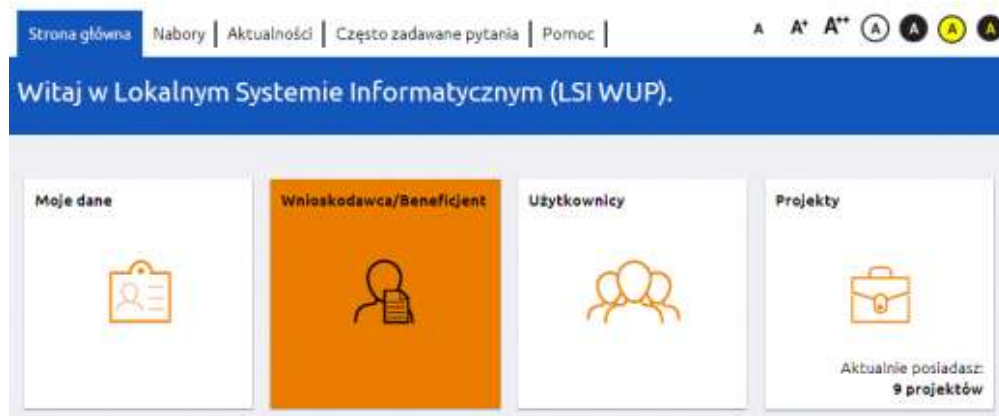 Strona główna Nabory Aktualności Często zadawane pytania Pomoc A A+ A++ A A A A
Witaj w Lokalnym Systemie Informatycznym (LSI WUP).
Moje dane Wnioskodawca/Beneficjent Użytkownicy Projekty
Aktualnie posiadasz:
9 projektów